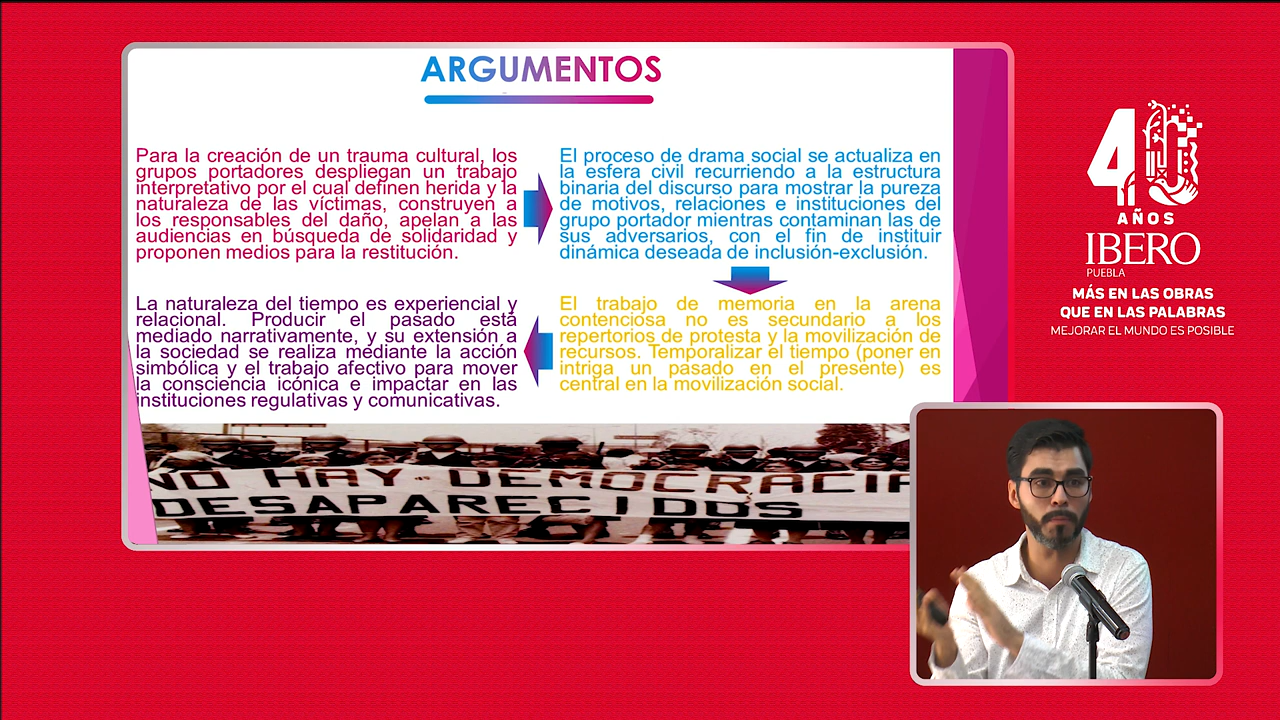 ARGUMENTOS
Para la creación de un trauma cultural, los
grupos portadores despliegan un trabajo
interpretativo por el cual definen herida y la
naturaleza de las víctimas, construyen a
los responsables del daño, apelan a las
audiencias en búsqueda de solidaridad y
proponen medios para la restitución.
El proceso de drama social se actualiza en
la esfera civil recurriendo a la estructura
binaria del discurso para mostrar la pureza
de motivos, relaciones e instituciones del
grupo portador mientras contaminan las de
sus adversarios, con el fin de instituir
dinámica deseada de inclusión-exclusión.
El trabajo de memoria en la arena
contenciosa no es secundario a los
repertorios de protesta y la movilización de
recursos. Temporalizar el tiempo (poner en
intriga un pasado en el presente) es
central en la movilización social.
La naturaleza del tiempo es experiencial y
relacional. Producir el pasado está
mediado narrativamente, y su extensión a
la sociedad se realiza mediante la acción
simbólica y el trabajo afectivo para mover
la consciencia icónica e impactar en las
instituciones regulativas y comunicativas.
NO HAY DEMOCRACIA
DESAPARECIDOS
40
AÑOS
IBERO
PUEBLA
MÁS EN LAS OBRAS
QUE EN LAS PALABRAS
MEJORAR EL MUNDO ES POSIBLE